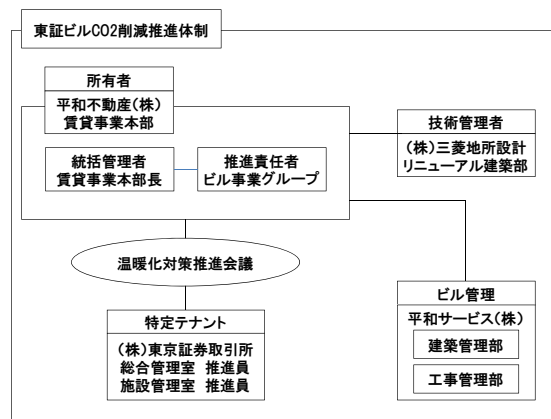 東証ビルCO2削減推進体制
所有者
平和不動産(株)
賃貸事業本部
統括管理者
賃貸事業本部長
推進責任者
ビル事業グループ
技術管理者
(株)三菱地所設計
リニューアル建築部
温暖化対策推進会議
特定テナント
(株)東京証券取引所
総合管理室 推進員
施設管理室 推進員
ビル管理
平和サービス(株)
建築管理部
工事管理部